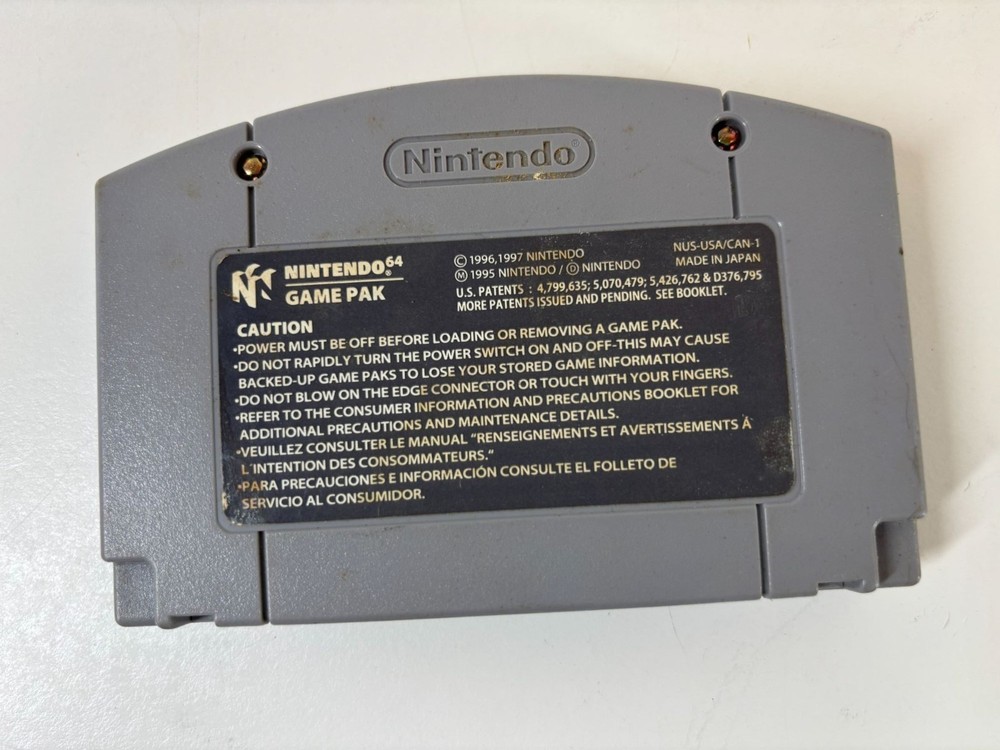 Nintendo®
NINTENDO®64
GAME PAK
© 1996,1997 NINTENDO
Ⓜ 1995 NINTENDO / Ⓓ NINTENDO
NUS-USA/CAN-1
MADE IN JAPAN
U.S. PATENTS : 4,799,635; 5,070,479; 5,426,762 & D376,795
MORE PATENTS ISSUED AND PENDING. SEE BOOKLET.
CAUTION
•POWER MUST BE OFF BEFORE LOADING OR REMOVING A GAME PAK.
•DO NOT RAPIDLY TURN THE POWER SWITCH ON AND OFF-THIS MAY CAUSE
BACKED-UP GAME PAKS TO LOSE YOUR STORED GAME INFORMATION.
•DO NOT BLOW ON THE EDGE CONNECTOR OR TOUCH WITH YOUR FINGERS.
•REFER TO THE CONSUMER INFORMATION AND PRECAUTIONS BOOKLET FOR
ADDITIONAL PRECAUTIONS AND MAINTENANCE DETAILS.
•VEUILLEZ CONSULTER LE MANUAL "RENSEIGNEMENTS ET AVERTISSEMENTS À
L'INTENTION DES CONSOMMATEURS."
•PARA PRECAUCIONES E INFORMACIÓN CONSULTE EL FOLLETO DE
SERVICIO AL CONSUMIDOR.